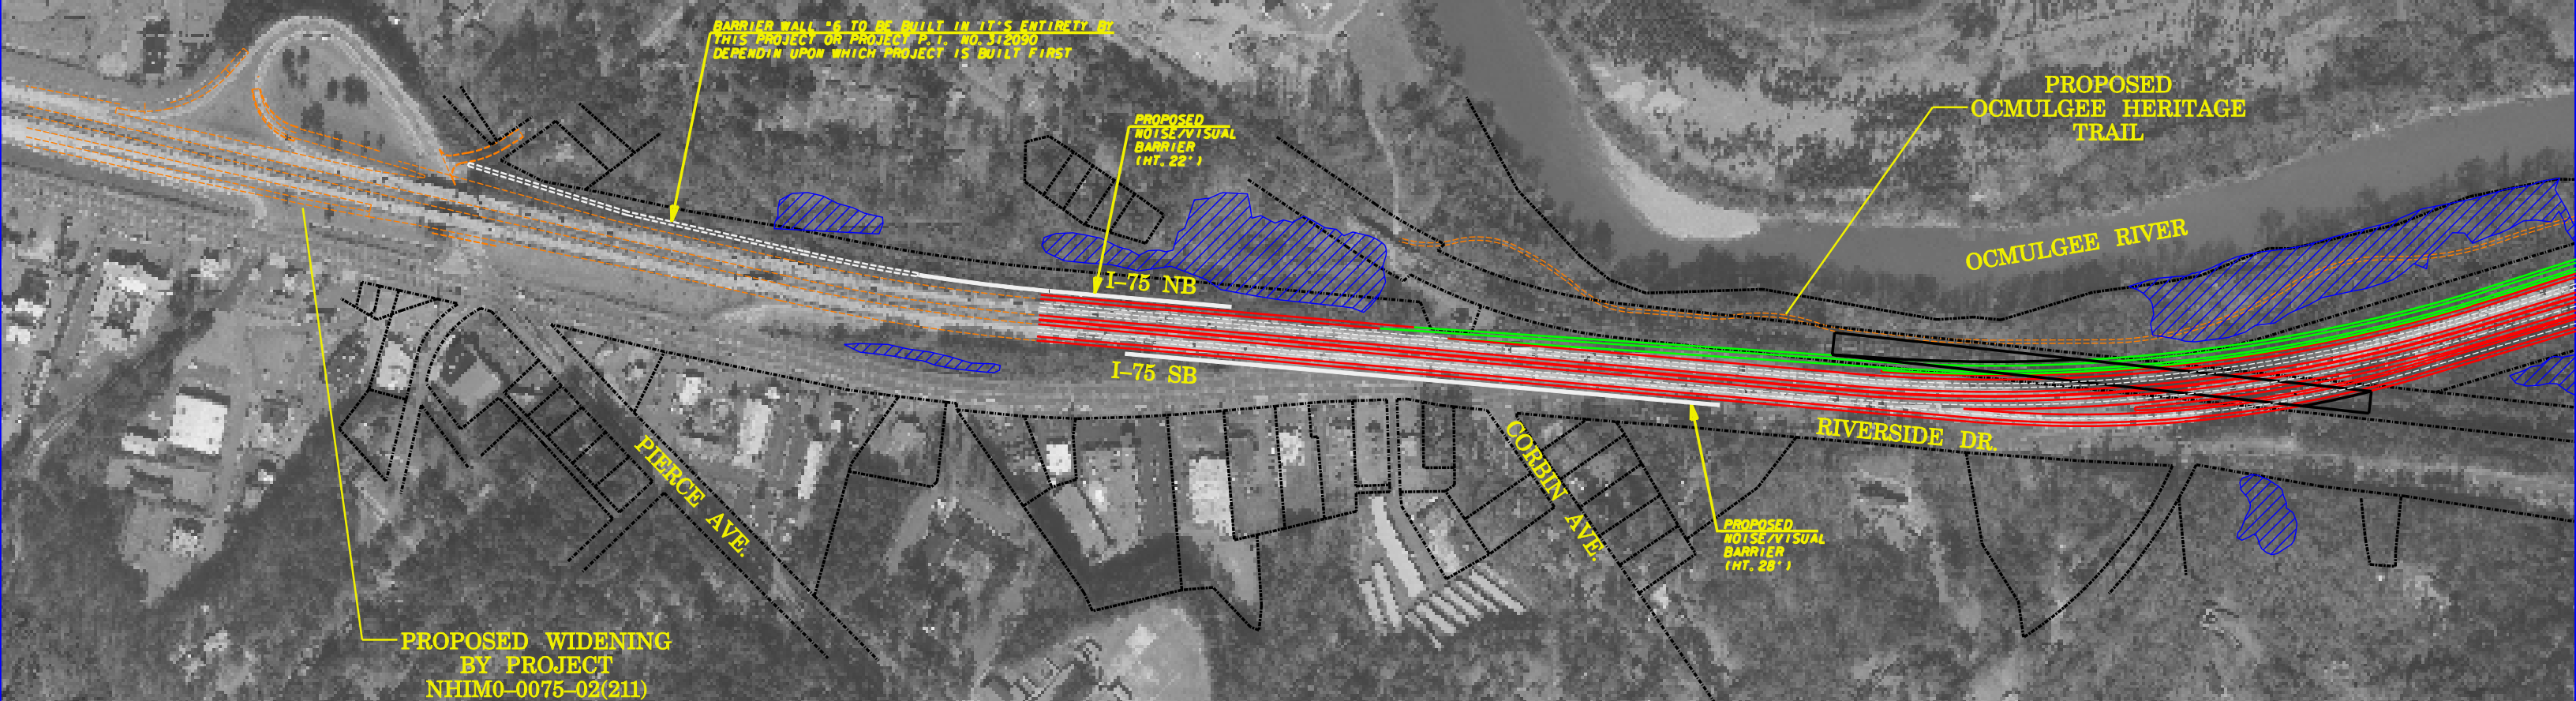 BARRIER WALL "6 TO BE BUILT IN IT'S ENTIRETY BY
THIS PROJECT OR PROJECT P.I. NO.312090
DEPENDIN UPON WHICH PROJECT IS BUILT FIRST
PROPOSED
NOISE/VISUAL
BARRIER
(HT. 22')
PROPOSED
OCMULGEE HERITAGE
TRAIL
OCMULGEE RIVER
I-75 NB
I-75 SB
RIVERSIDE DR.
PIERCE AVE.
CORBIN AVE.
PROPOSED
NOISE/VISUAL
BARRIER
(HT. 28')
PROPOSED WIDENING
BY PROJECT
NHIM0-0075-02(211)